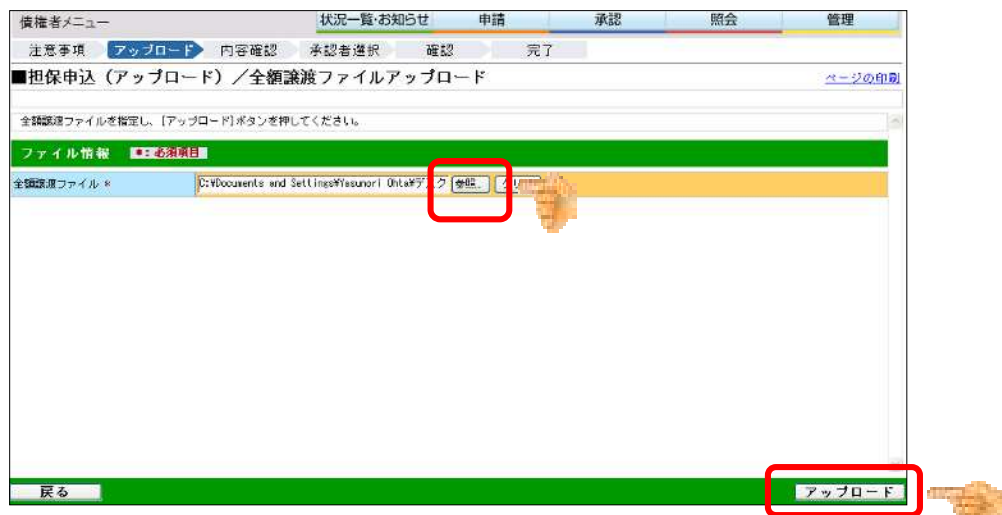 債権者メニュー 状況一覧・お知らせ 申請 承認 照会 管理
注意事項 アップロード 内容確認 承認者選択 確認 完了
■担保申込（アップロード）／全額譲渡ファイルアップロード ページの印刷
全額譲渡ファイルを指定し、[アップロード]ボタンを押してください。
ファイル情報 *：必須項目
全額譲渡ファイル * C:¥Documents and Settings¥Yasunori Ohta¥デスク 参照...
戻る アップロード